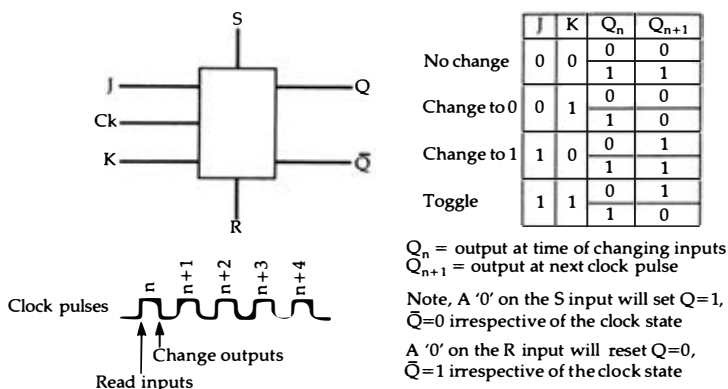 S
J
Ck
K
Q
Q̄
R
J K Qn Qn+1
No change 0 0 0 0
1 1
Change to 0 0 1 0 0
1 0
Change to 1 1 0 0 1
1 1
Toggle 1 1 0 1
1 0
Clock pulses
n n+1 n+2 n+3 n+4
Change outputs
Read inputs
Qn = output at time of changing inputs
Qn+1 = output at next clock pulse
Note, A '0' on the S input will set Q=1,
Q̄=0 irrespective of the clock state
A '0' on the R input will reset Q=0,
Q̄=1 irrespective of the clock state